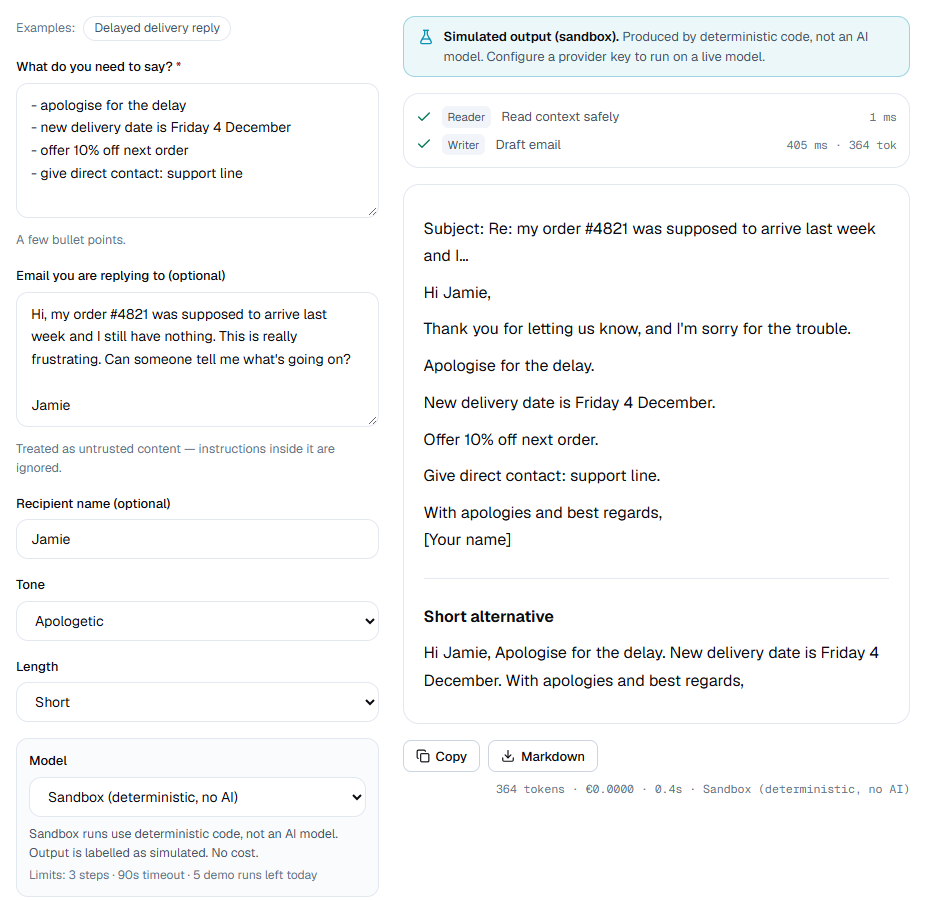 Examples: Delayed delivery reply
What do you need to say? *
- apologise for the delay
- new delivery date is Friday 4 December
- offer 10% off next order
- give direct contact: support line
A few bullet points.
Email you are replying to (optional)
Hi, my order #4821 was supposed to arrive last
week and I still have nothing. This is really
frustrating. Can someone tell me what's going on?
Jamie
Treated as untrusted content — instructions inside it are
ignored.
Recipient name (optional)
Jamie
Tone
Apologetic
Length
Short
Model
Sandbox (deterministic, no AI)
Sandbox runs use deterministic code, not an AI model.
Output is labelled as simulated. No cost.
Limits: 3 steps · 90s timeout · 5 demo runs left today
Simulated output (sandbox). Produced by deterministic code, not an AI
model. Configure a provider key to run on a live model.
Reader Read context safely 1 ms
Writer Draft email 405 ms · 364 tok
Subject: Re: my order #4821 was supposed to arrive last week
and I…
Hi Jamie,
Thank you for letting us know, and I'm sorry for the trouble.
Apologise for the delay.
New delivery date is Friday 4 December.
Offer 10% off next order.
Give direct contact: support line.
With apologies and best regards,
[Your name]
Short alternative
Hi Jamie, Apologise for the delay. New delivery date is Friday 4
December. With apologies and best regards,
Copy
Markdown
364 tokens · €0.0000 · 0.4s · Sandbox (deterministic, no AI)